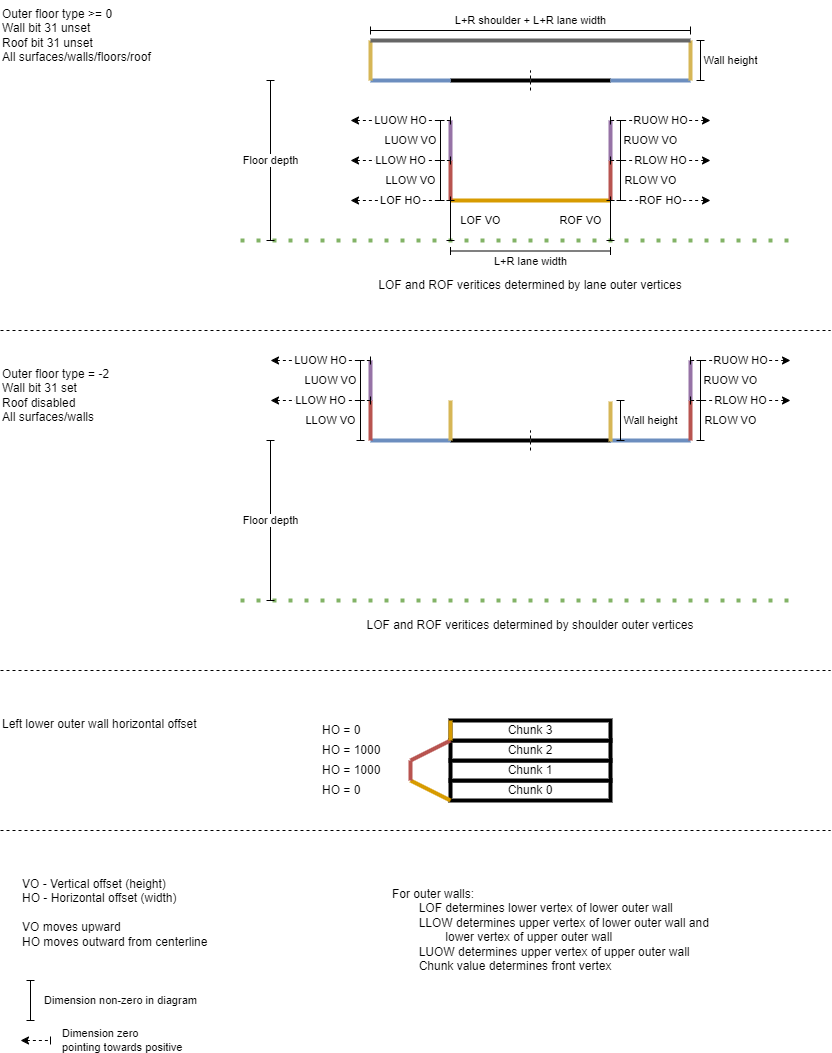 Outer floor type >= 0
Wall bit 31 unset
Roof bit 31 unset
All surfaces/walls/floors/roof
L+R shoulder + L+R lane width
Wall height
LUOW HO
RUOW HO
LUOW VO
RUOW VO
Floor depth
LLOW HO
RLOW HO
LLOW VO
RLOW VO
LOF HO
ROF HO
LOF VO
ROF VO
L+R lane width
LOF and ROF veritices determined by lane outer vertices
Outer floor type = -2
Wall bit 31 set
Roof disabled
All surfaces/walls
LUOW HO
RUOW HO
LUOW VO
RUOW VO
LLOW HO
RLOW HO
LLOW VO
Wall height
RLOW VO
Floor depth
LOF and ROF veritices determined by shoulder outer vertices
Left lower outer wall horizontal offset
HO = 0
Chunk 3
HO = 1000
Chunk 2
HO = 1000
Chunk 1
HO = 0
Chunk 0
VO - Vertical offset (height)
HO - Horizontal offset (width)
VO moves upward
HO moves outward from centerline
Dimension non-zero in diagram
Dimension zero
pointing towards positive
For outer walls:
LOF determines lower vertex of lower outer wall
LLOW determines upper vertex of lower outer wall and
lower vertex of upper outer wall
LUOW determines upper vertex of upper outer wall
Chunk value determines front vertex